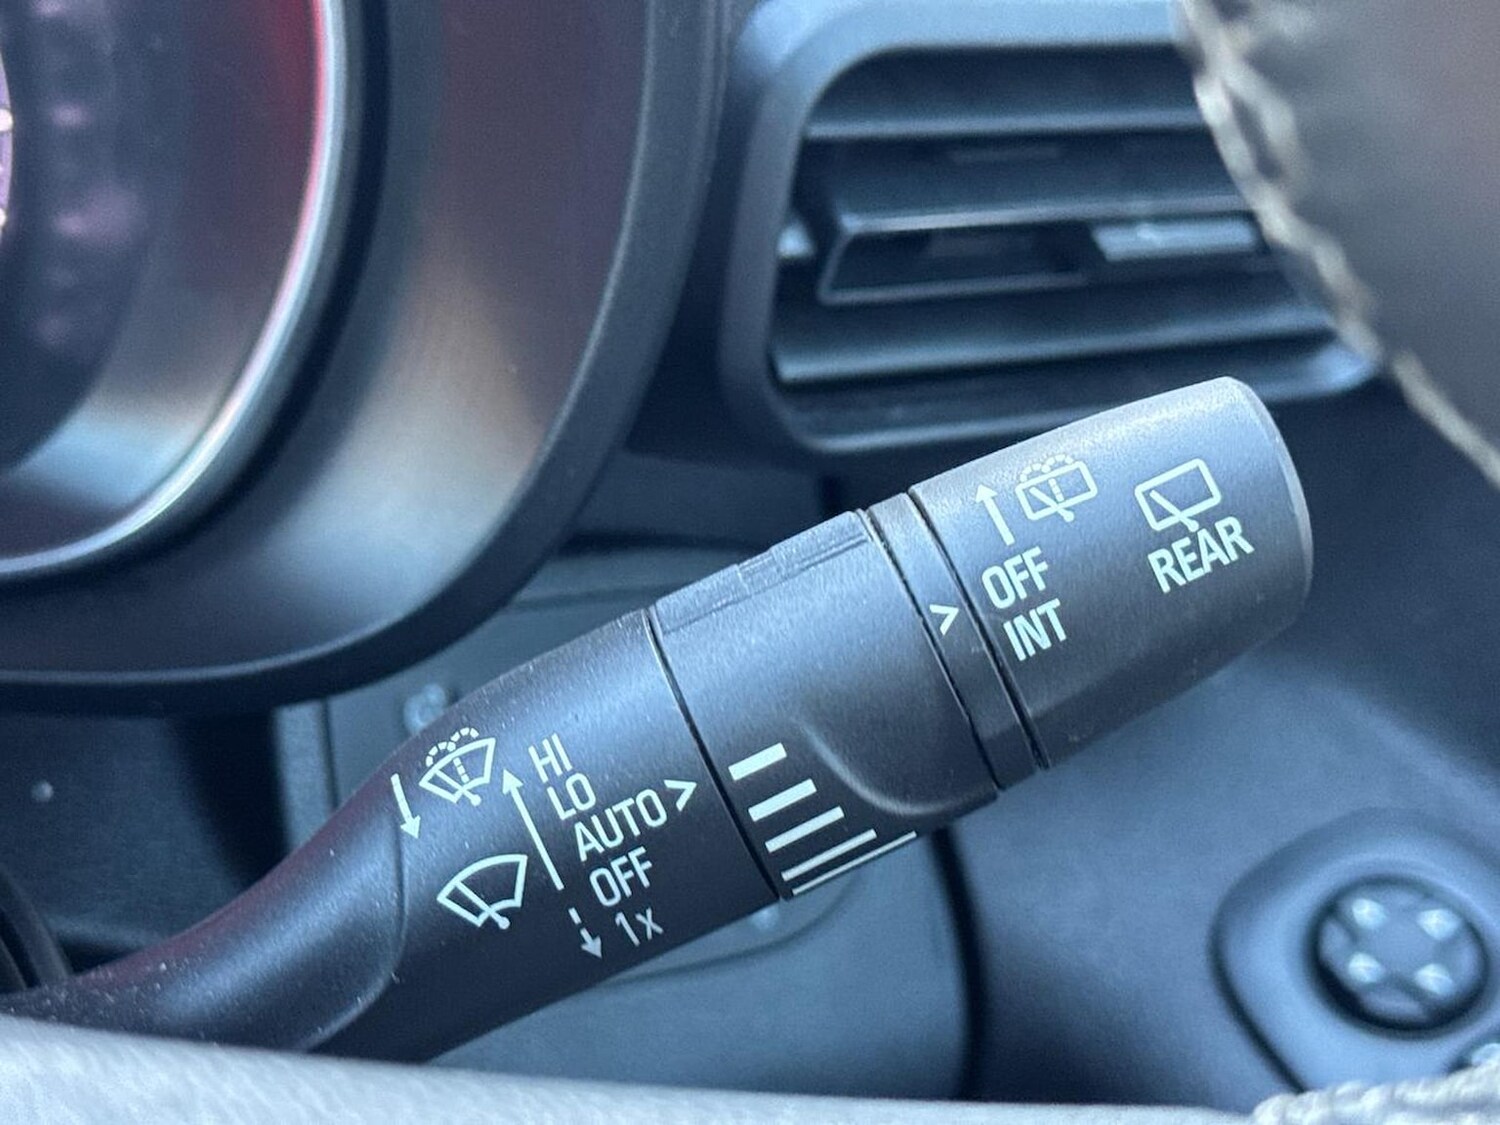 HI
LO
AUTO >
OFF
1x
> OFF
INT
REAR